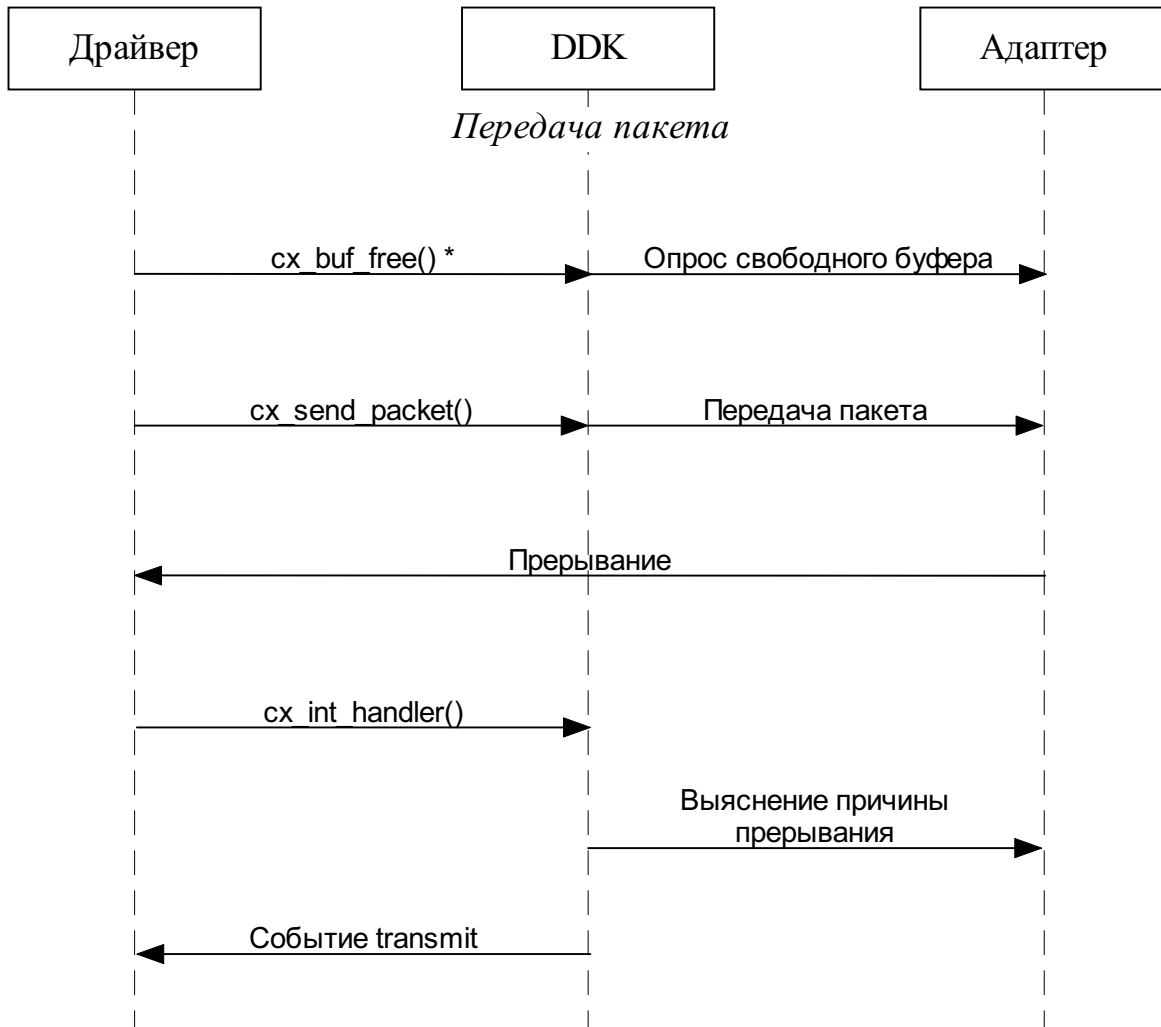 Драйвер
DDK
Адаптер
Передача пакета
cx_buf_free() *
Опрос свободного буфера
cx_send_packet()
Передача пакета
Прерывание
cx_int_handler()
Выяснение причины
прерывания
Событие transmit